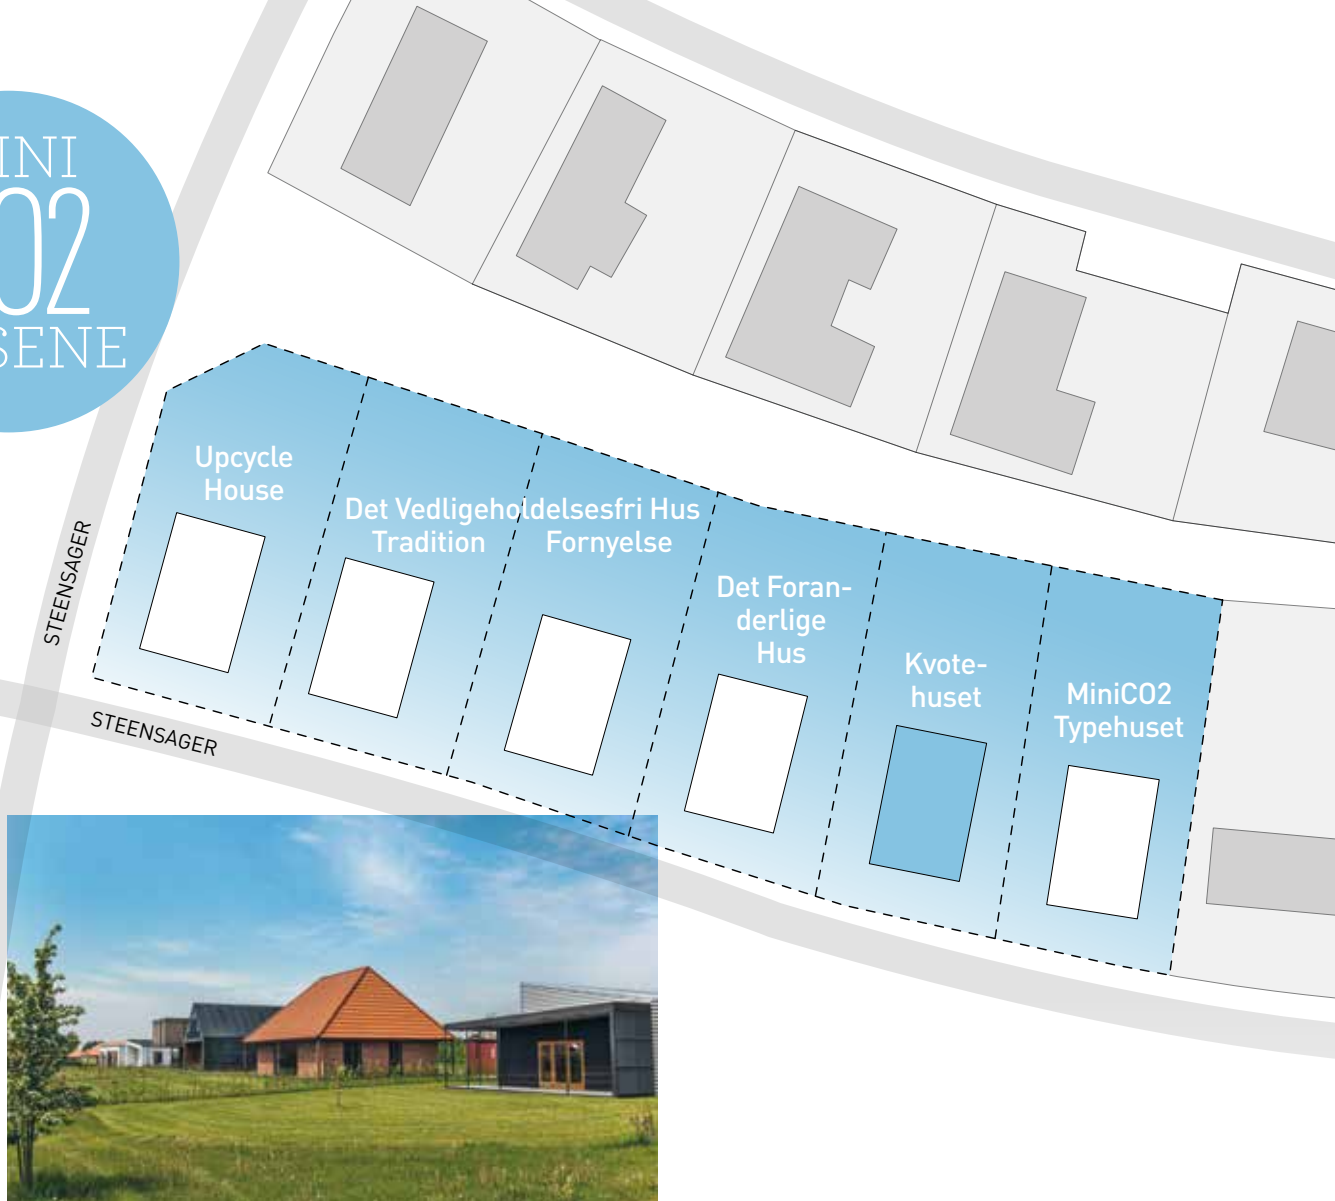 INI
02
SENE
Upcycle
House
Det Vedligeholdelsesfri Hus
Tradition Fornyelse
Det Foran-
derlige
Hus
Kvote-
huset
MiniCO2
Typehuset
STEENSAGER
STEENSAGER